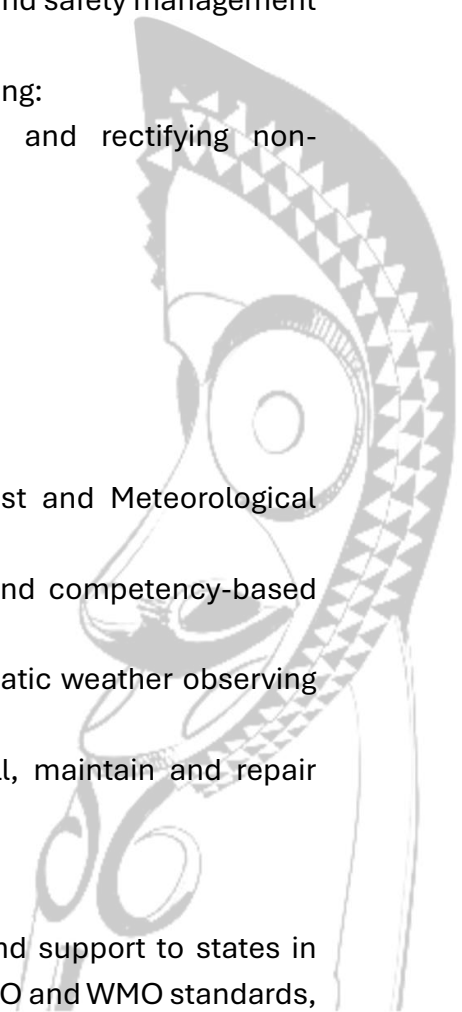 nd safety management
ng:
and rectifying non-
st and Meteorological
nd competency-based
atic weather observing
ll, maintain and repair
nd support to states in
O and WMO standards,